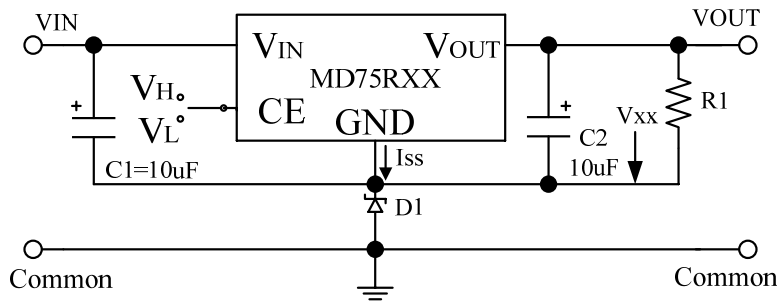 VIN
VOUT
VIN
VOUT
MD75RXX
VH
CE
VL
GND
R1
Vxx
C2
10uF
Iss
C1=10uF
D1
Common
Common